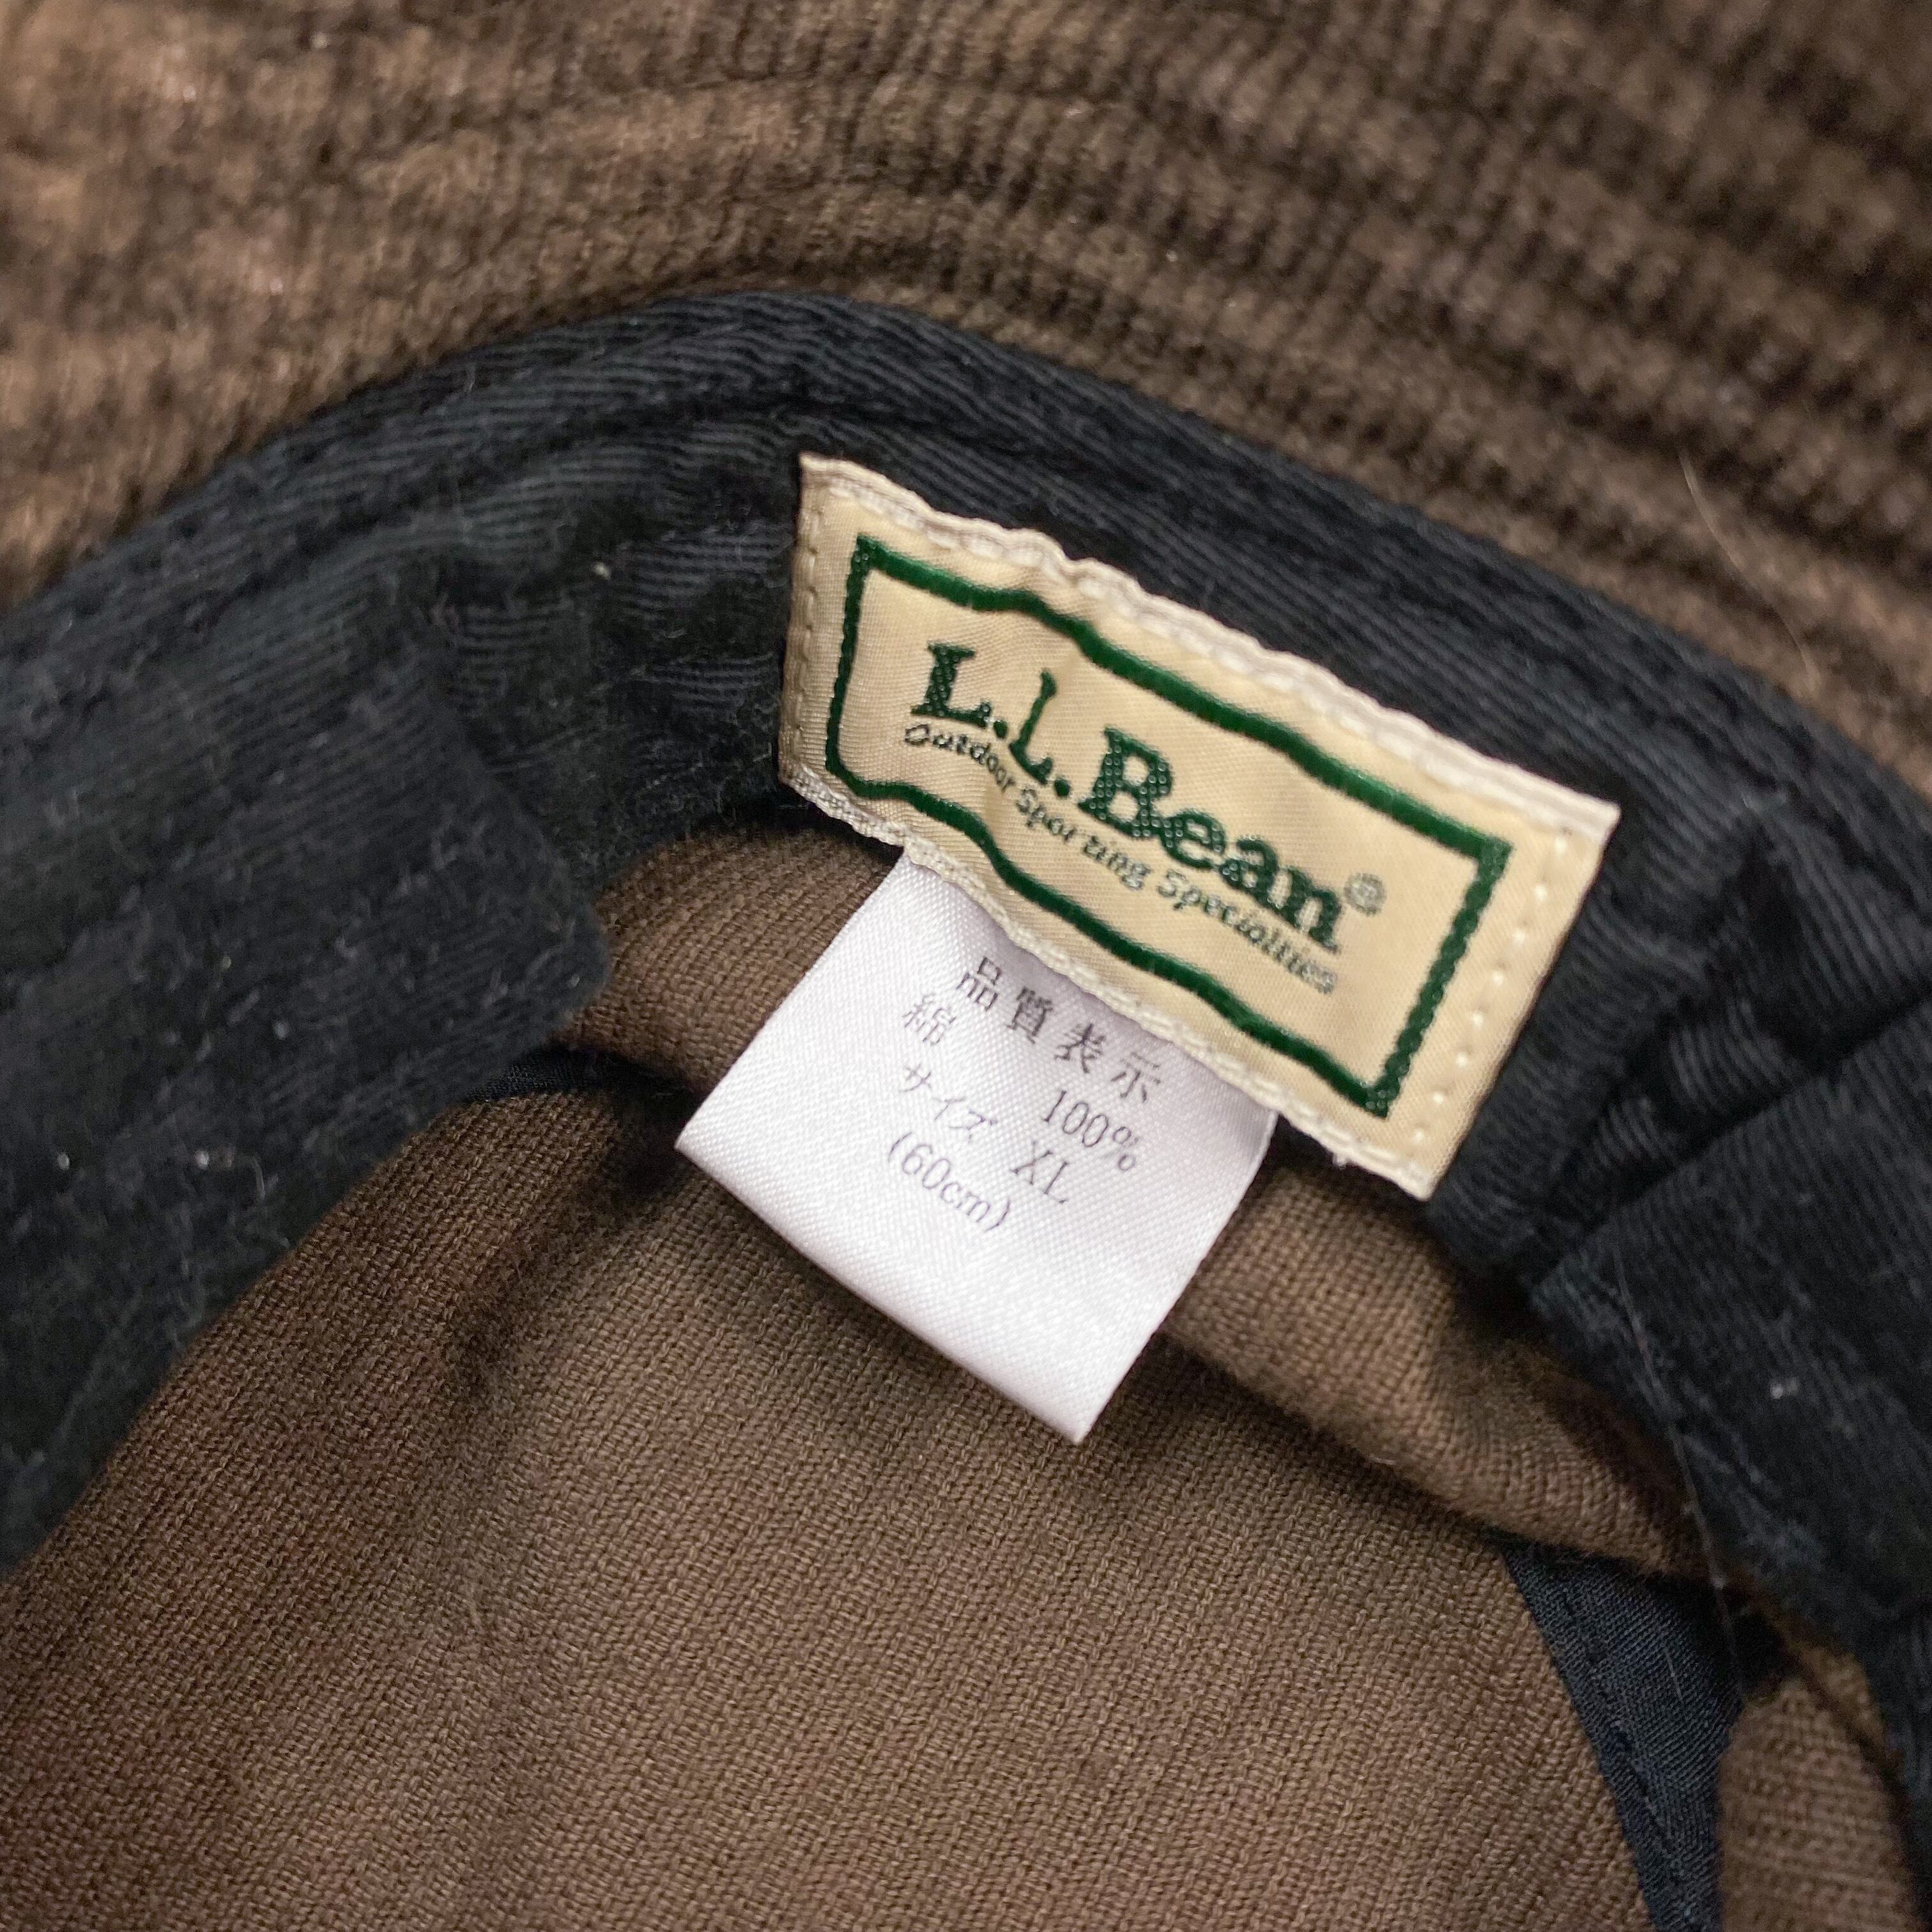 L.L.Bean®
Outdoor Sporting Specialties
品質表示
綿 100%
サイズ XL
(60cm)